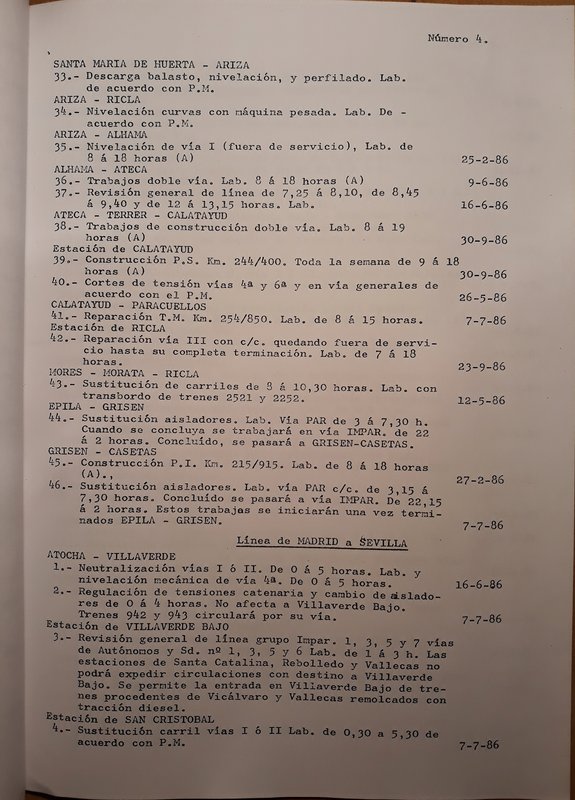 Número 4.
SANTA MARIA DE HUERTA - ARIZA
33.- Descarga balasto, nivelación, y perfilado. Lab.
de acuerdo con P.M.
ARIZA - RICLA
34.- Nivelación curvas con máquina pesada. Lab. De -
acuerdo con P.M.
ARIZA - ALHAMA
35.- Nivelación de vía I (fuera de servicio), Lab. de
8 á 18 horas (A) 25-2-86
ALHAMA - ATECA
36.- Trabajos doble vía. Lab. 8 á 18 horas (A) 9-6-86
37.- Revisión general de línea de 7,25 á 8,10, de 8,45
á 9,40 y de 12 á 13,15 horas. Lab. 16-6-86
ATECA - TERRER - CALATAYUD
38.- Trabajos de construcción doble vía. Lab. 8 á 19
horas (A) 30-9-86
Estación de CALATAYUD
39.- Construcción P.S. Km. 244/400. Toda la semana de 9 á 18
horas (A) 30-9-86
40.- Cortes de tensión vías 4ª y 6ª y en vía generales de
acuerdo con el P.M. 26-5-86
CALATAYUD - PARACUELLOS
41.- Reparación T.M. Km. 254/850. Lab. de 8 á 15 horas. 7-7-86
Estación de RICLA
42.- Reparación vía III con c/c. quedando fuera de servi-
cio hasta su completa terminación. Lab. de 7 á 18
horas. 23-9-86
MORES - MORATA - RICLA
43.- Sustitución de carriles de 8 á 10,30 horas. Lab. con
transbordo de trenes 2521 y 2252. 12-5-86
EPILA - GRISEN
44.- Sustitución aisladores. Lab. Vía PAR de 3 á 7,30 h.
Cuando se concluya se trabajará en vía IMPAR. de 22
á 2 horas. Concluído, se pasará a GRISEN-CASETAS.
GRISEN - CASETAS
45.- Construcción P.I. Km. 215/915. Lab. de 8 á 18 horas
(A)., 27-2-86
46.- Sustitución aisladores. Lab. vía PAR c/c. de 3,15 á
7,30 horas. Concluído se pasará a vía IMPAR. De 22,15
á 2 horas. Estos trabajos se iniciarán una vez termi-
nados EPILA - GRISEN. 7-7-86
Línea de MADRID a SEVILLA
ATOCHA - VILLAVERDE
1.- Neutralización vías I ó II. De 0 á 5 horas. Lab. y
nivelación mecánica de vía 4ª. De 0 á 5 horas. 16-6-86
2.- Regulación de tensiones catenaria y cambio de aislado-
res de 0 á 4 horas. No afecta a Villaverde Bajo.
Trenes 942 y 943 circulará por su vía. 7-7-86
Estación de VILLAVERDE BAJO
3.- Revisión general de línea grupo Impar. 1, 3, 5 y 7 vías
de Autónomos y Sd. nº 1, 3, 5 y 6 Lab. de 1 á 3 h. Las
estaciones de Santa Catalina, Rebolledo y Vallecas no
podrá expedir circulaciones con destino a Villaverde
Bajo. Se permite la entrada en Villaverde Bajo de tre-
nes procedentes de Vicálvaro y Vallecas remolcados con
tracción diesel.
Estación de SAN CRISTOBAL
4.- Sustitución carril vías I ó II Lab. de 0,30 a 5,30 de
acuerdo con P.M. 7-7-86